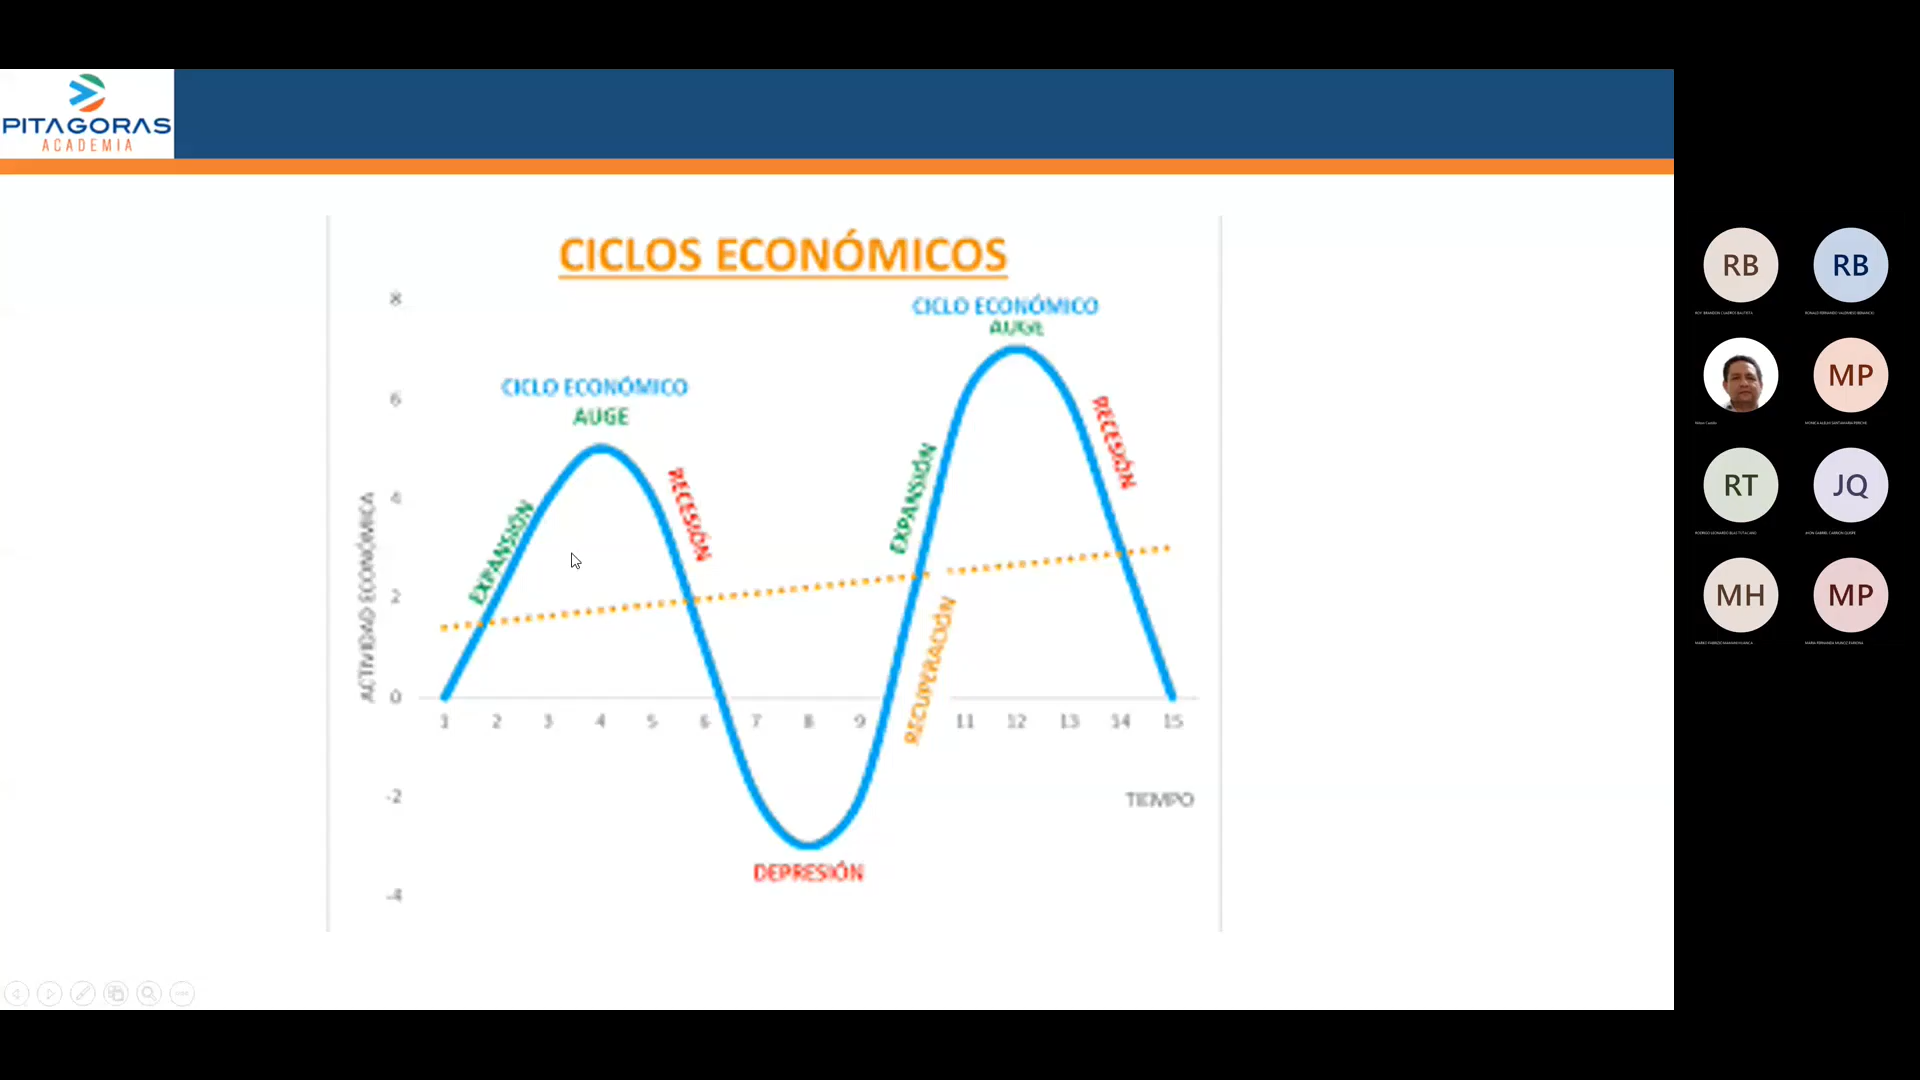 PITAGORAS
ACADEMIA
CICLOS ECONÓMICOS
CICLO ECONÓMICO
AUGE
CICLO ECONÓMICO
AUGE
EXPANSIÓN
RECESIÓN
EXPANSIÓN
RECESIÓN
RECUPERACIÓN
DEPRESIÓN
ACTIVIDAD ECONÓMICA
TIEMPO
8
6
4
2
0
-2
-4
1 2 3 4 5 6 7 8 9 11 12 13 14 15
RB
RB
MP
RT
JQ
MH
MP